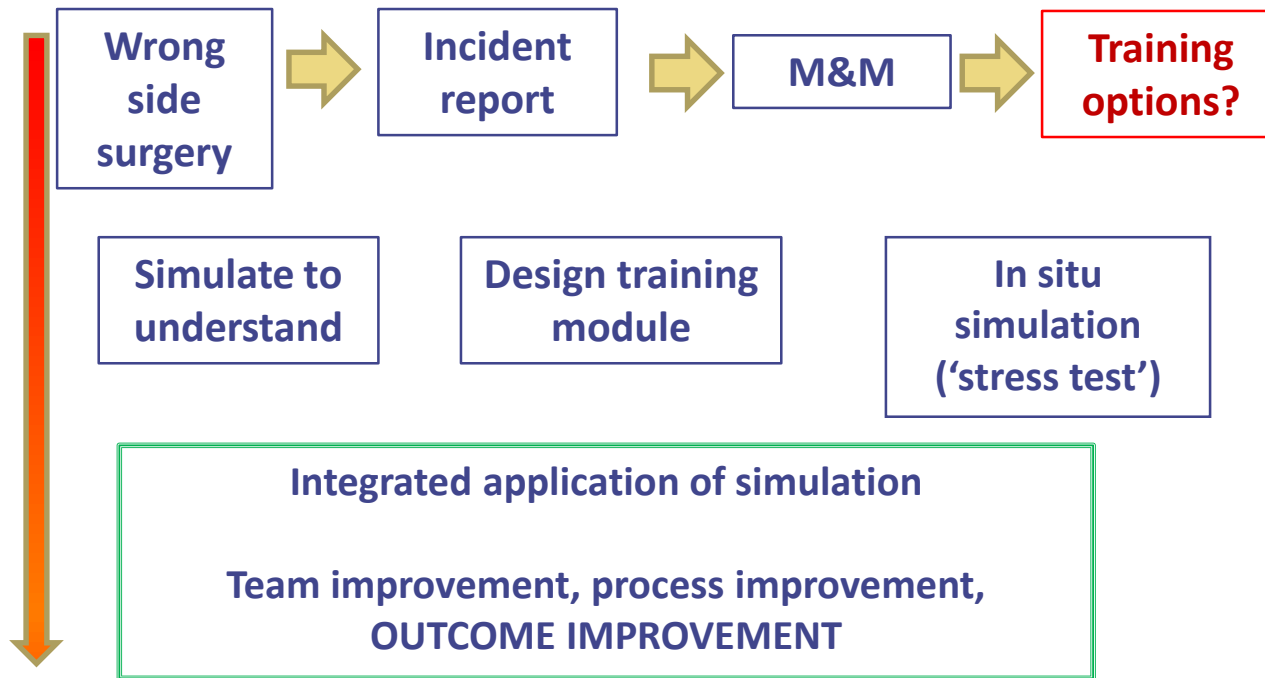 Wrong
side
surgery
Incident
report
M&M
Training
options?
Simulate to
understand
Design training
module
In situ
simulation
(‘stress test’)
Integrated application of simulation
Team improvement, process improvement,
OUTCOME IMPROVEMENT